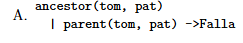 A. ancestor(tom, pat)
| parent(tom, pat) ->Falla